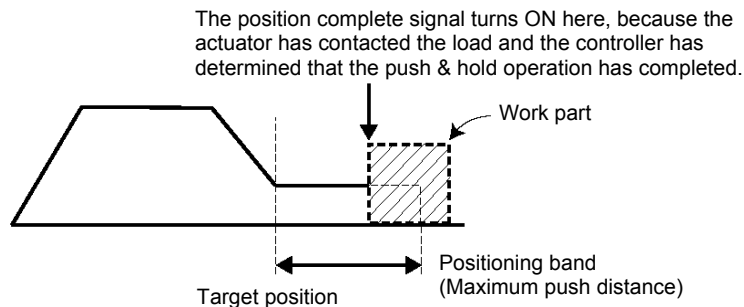 The position complete signal turns ON here, because the
actuator has contacted the load and the controller has
determined that the push & hold operation has completed.
Work part
Positioning band
(Maximum push distance)
Target position